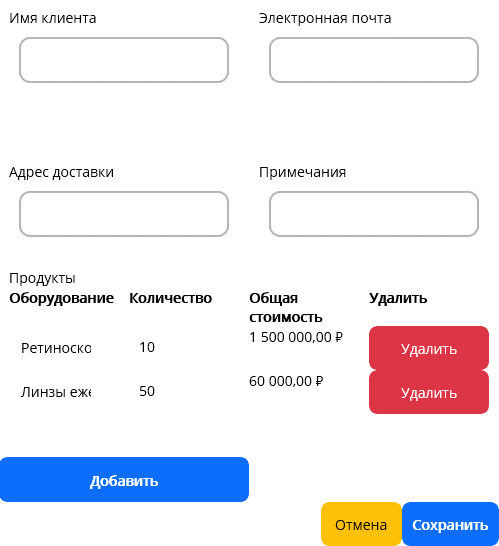 Имя клиента Электронная почта
Адрес доставки Примечания
Продукты
Оборудование Количество Общая стоимость Удалить
Ретиноско 10 1 500 000,00 ₽ Удалить
Линзы еже 50 60 000,00 ₽ Удалить
Добавить
Отмена Сохранить